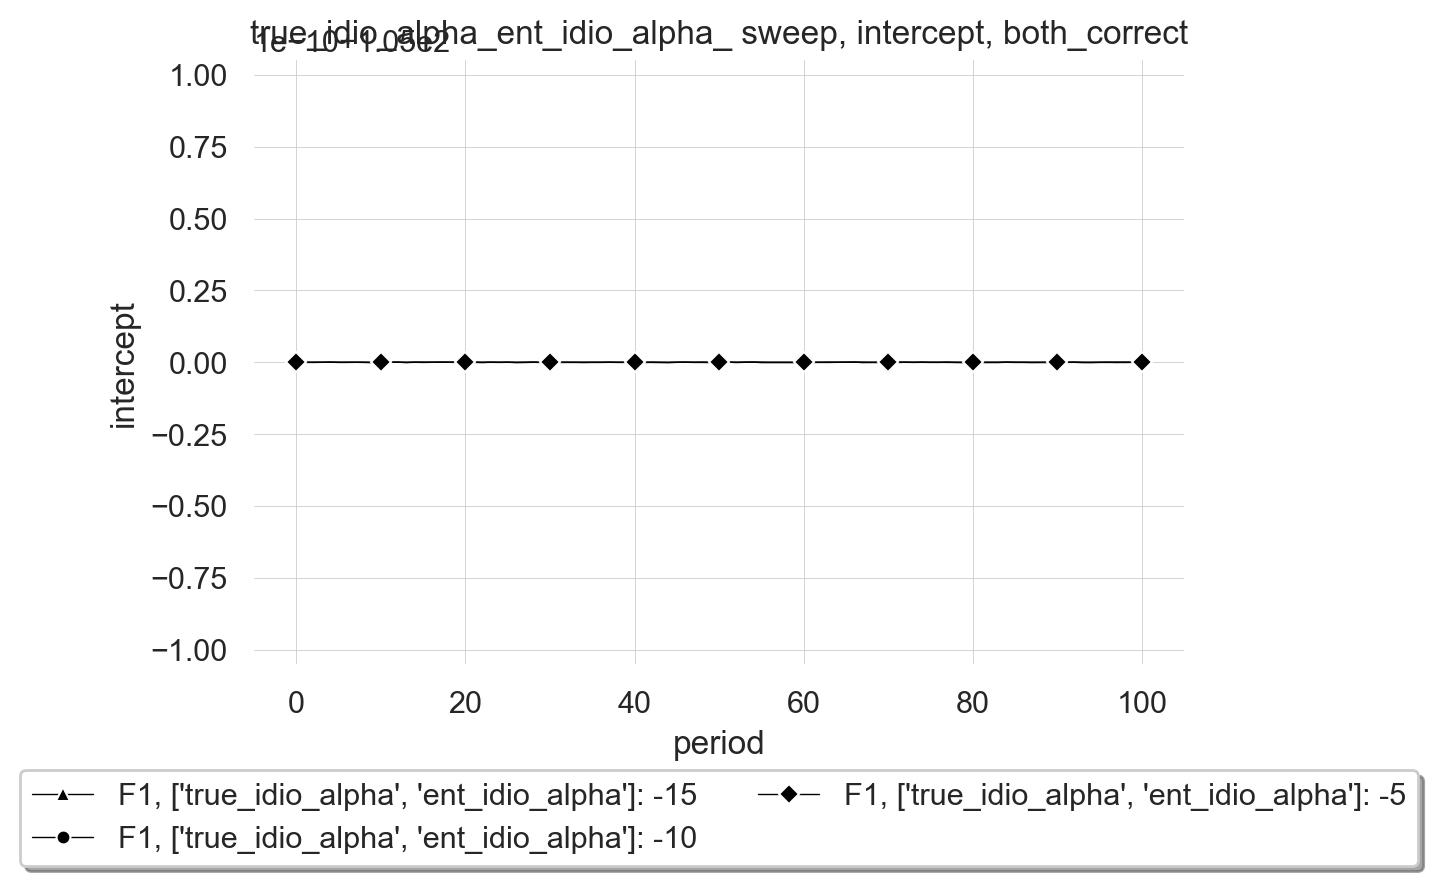 true_idio_alpha_ent_idio_alpha_ sweep, intercept, both_correct
1e−10+1.05e2
1.00
0.75
0.50
0.25
0.00
−0.25
−0.50
−0.75
−1.00
intercept
0 20 40 60 80 100
period
F1, ['true_idio_alpha', 'ent_idio_alpha']: -15
F1, ['true_idio_alpha', 'ent_idio_alpha']: -10
F1, ['true_idio_alpha', 'ent_idio_alpha']: -5